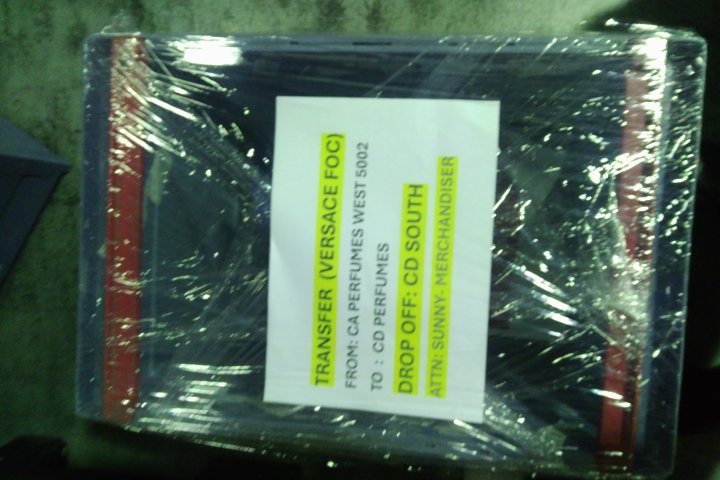 TRANSFER (VERSACE FOC)
FROM: CA PERFUMES WEST 5002
TO : CD PERFUMES
DROP OFF: CD SOUTH
ATTN: SUNNY- MERCHANDISER